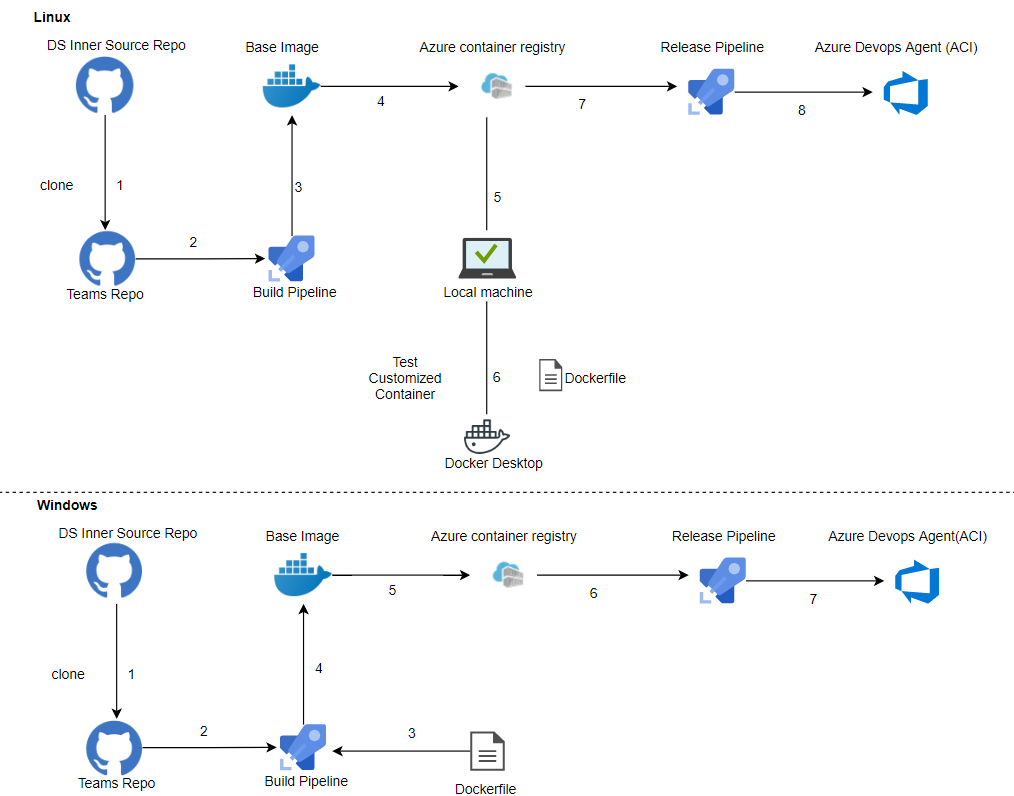 Linux
DS Inner Source Repo
Base Image
Azure container registry
Release Pipeline
Azure Devops Agent (ACI)
4
7
8
clone
1
3
5
2
Teams Repo
Build Pipeline
Local machine
Test
Customized
Container
6
Dockerfile
Docker Desktop
Windows
DS Inner Source Repo
Base Image
Azure container registry
Release Pipeline
Azure Devops Agent(ACI)
5
6
7
clone
1
4
2
3
Teams Repo
Build Pipeline
Dockerfile